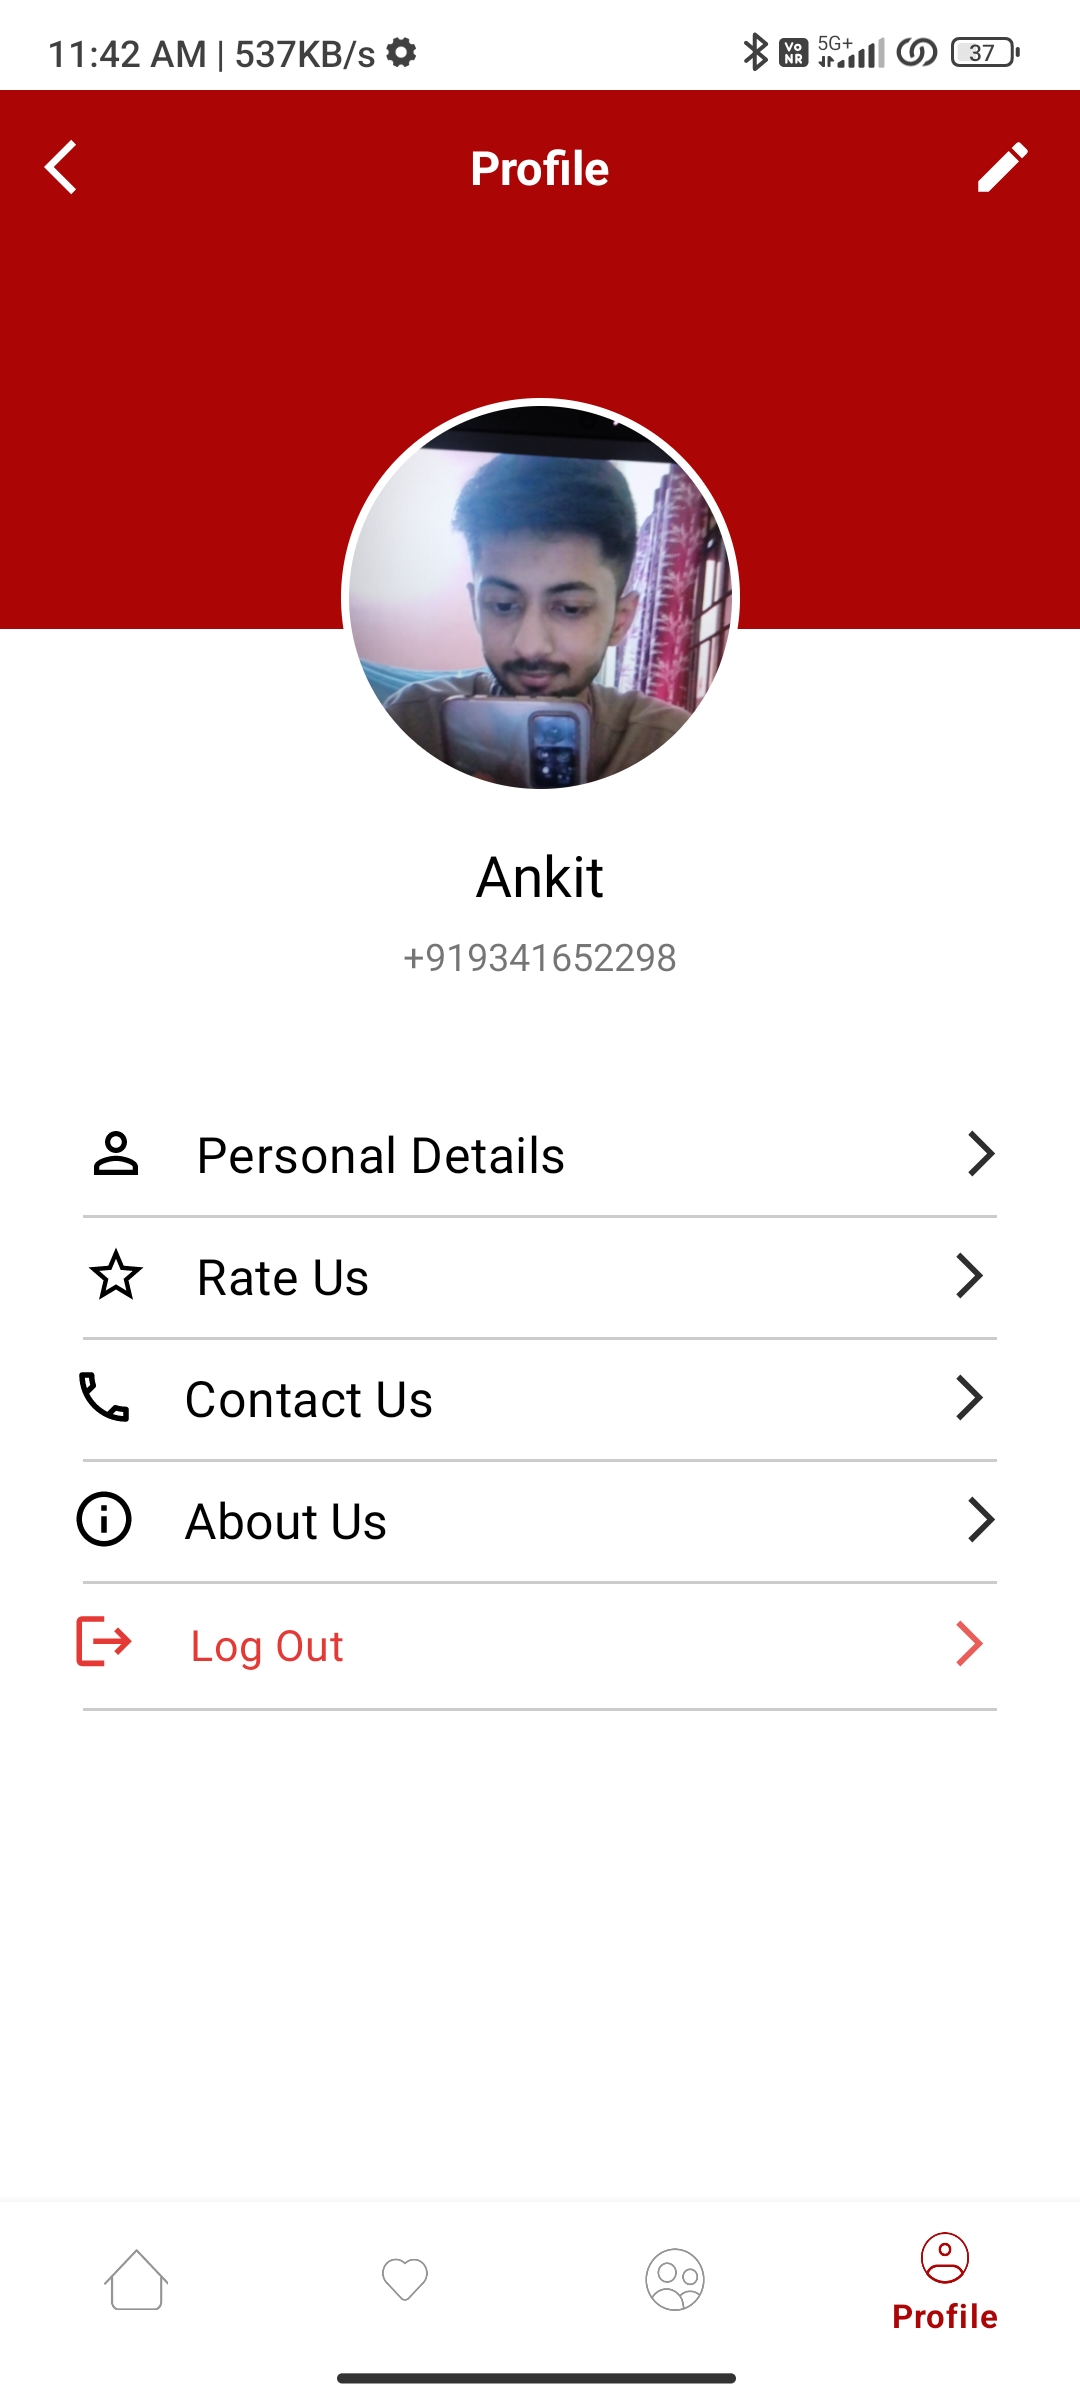 11:42 AM | 537KB/s
Vo NR 5G+ 37
Profile
Ankit
+919341652298
Personal Details
Rate Us
Contact Us
About Us
Log Out
Profile